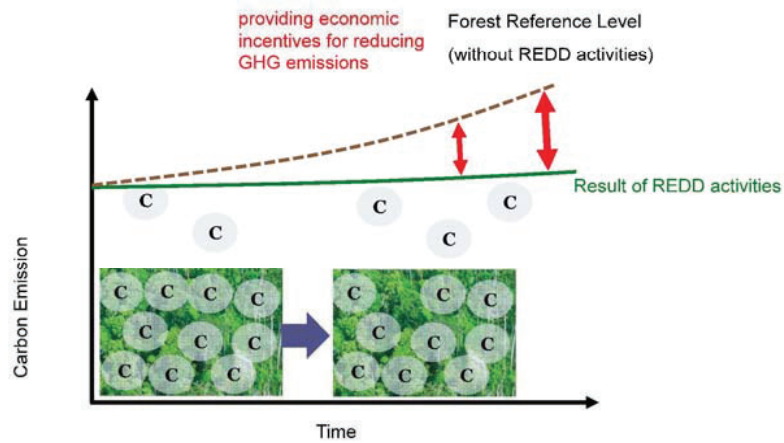 providing economic
incentives for reducing
GHG emissions
Forest Reference Level
(without REDD activities)
Result of REDD activities
C
C
C
C
C
C C C C
C C C
C C C
C C C
C C C
C C C
Carbon Emission
Time